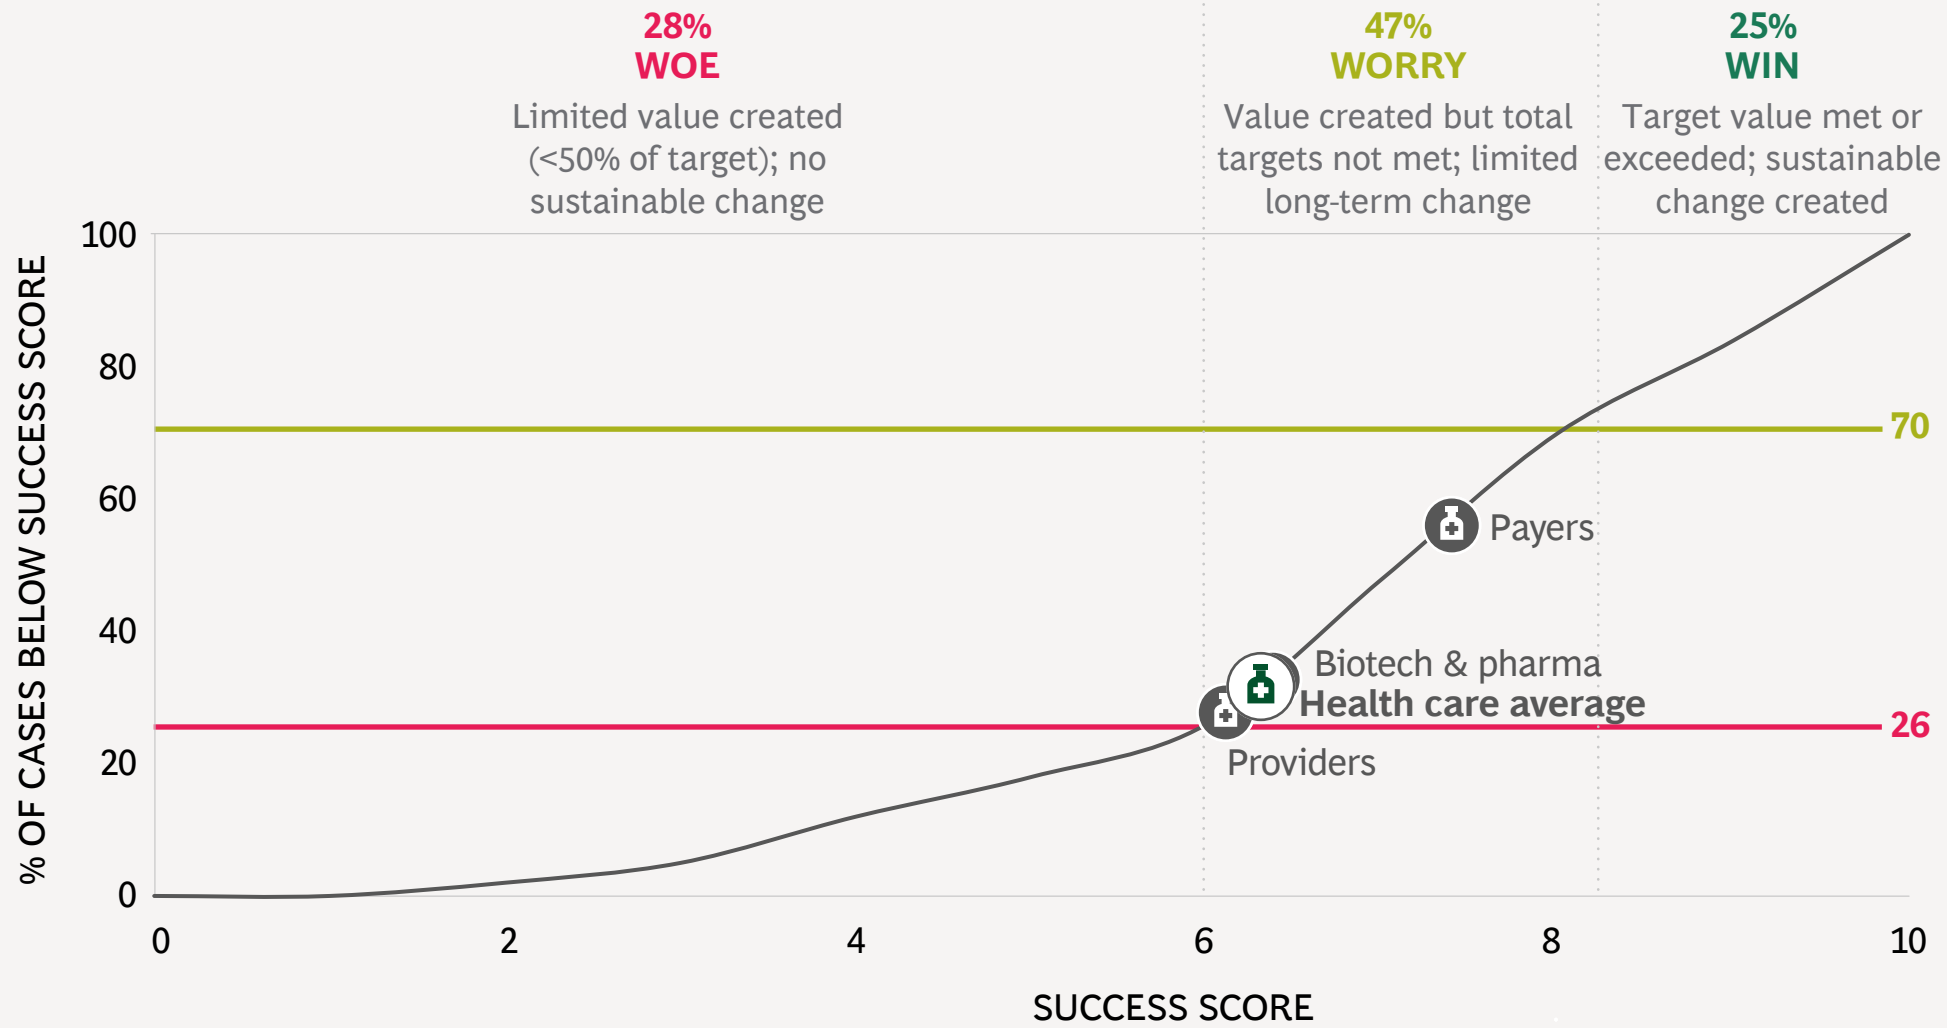 28%
WOE
Limited value created
(<50% of target); no
sustainable change
47%
WORRY
Value created but total
targets not met; limited
long-term change
25%
WIN
Target value met or
exceeded; sustainable
change created
% OF CASES BELOW SUCCESS SCORE
100
80
60
40
20
0
70
Payers
Biotech & pharma
Health care average
26
Providers
0
2
4
6
8
10
SUCCESS SCORE